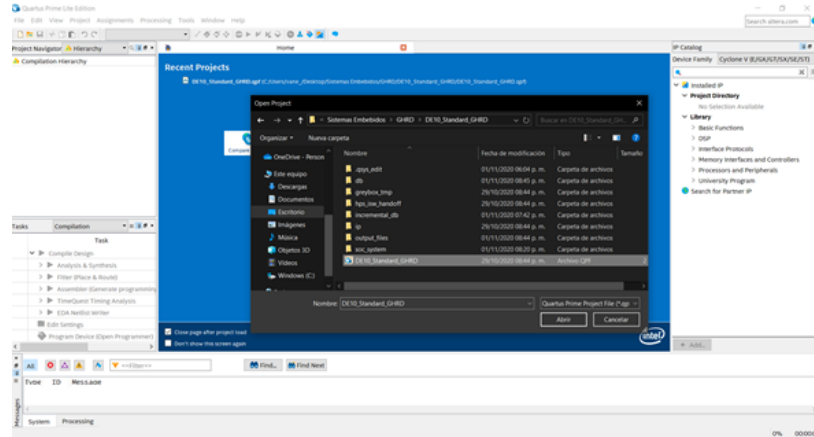 Quartus Prime Lite Edition
File Edit View Project Assignments Processing Tools Window Help
Search altera.com
Project Navigator Hierarchy
Compilation Hierarchy
Home
Recent Projects
DE10_Standard_GHRD.qpf
IP Catalog
Device Family Cyclone V (E/GX/GT/SX/SE/ST)
Installed IP
Project Directory
No Selection Available
Library
Basic Functions
DSP
Interface Protocols
Memory Interfaces and Controllers
Processors and Peripherals
University Program
Search for Partner IP
+ Add...
Open Project
« Sistemas Embebidos > GHRD > DE10_Standard_GHRD
Buscar en DE10_Standard_GH...
Organizar Nueva carpeta
Nombre Fecha de modificación Tipo Tamaño
OneDrive - Person
Este equipo
Descargas
Documentos
Escritorio
Imágenes
Música
Objetos 3D
Videos
Windows (C:)
.qsys_edit 01/11/2020 06:04 p. m. Carpeta de archivos
db 01/11/2020 08:45 p. m. Carpeta de archivos
greybox_tmp 29/10/2020 08:44 p. m. Carpeta de archivos
hps_isw_handoff 29/10/2020 08:44 p. m. Carpeta de archivos
incremental_db 01/11/2020 07:42 p. m. Carpeta de archivos
ip 29/10/2020 08:44 p. m. Carpeta de archivos
output_files 01/11/2020 08:44 p. m. Carpeta de archivos
soc_system 01/11/2020 08:20 p. m. Carpeta de archivos
DE10_Standard_GHRD 29/10/2020 08:44 p. m. Archivo QPF
Nombre: DE10_Standard_GHRD
Quartus Prime Project File (*.qp
Abrir Cancelar
Tasks Compilation
Task
Compile Design
Analysis & Synthesis
Fitter (Place & Route)
Assembler (Generate programming
TimeQuest Timing Analysis
EDA Netlist Writer
Edit Settings
Program Device (Open Programmer)
Close page after project load
Don't show this screen again
intel
All <<Filter>> Find... Find Next
Type ID Message
Messages
System Processing
0% 00:00:0